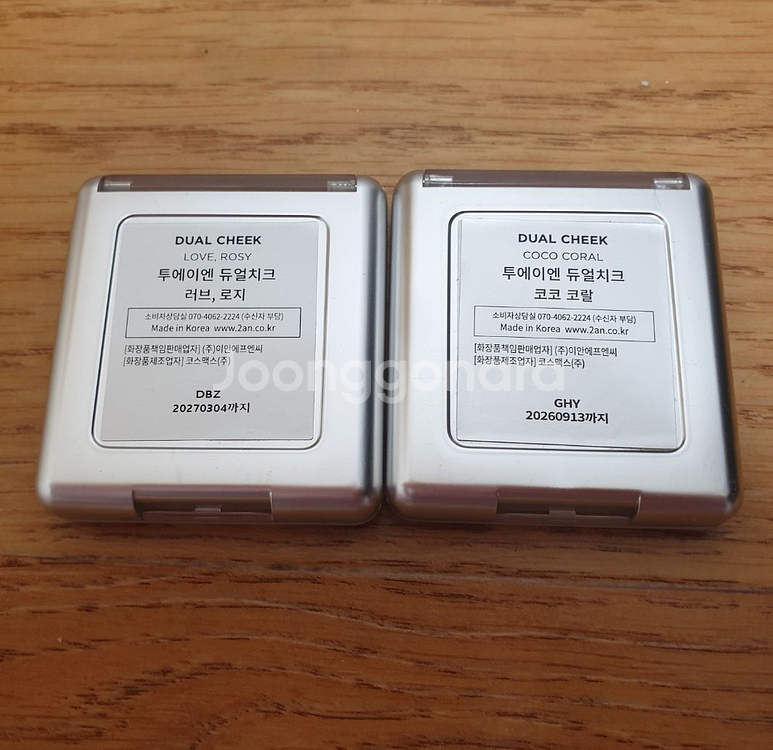 DUAL CHEEK
LOVE, ROSY
투에이엔 듀얼치크
러브, 로지
소비자상담실 070-4062-2224 (수신자 부담)
Made in Korea www.2an.co.kr
[화장품책임판매업자] (주)이안에프엔씨
[화장품제조업자] 코스맥스(주)
DBZ
20270304까지
DUAL CHEEK
COCO CORAL
투에이엔 듀얼치크
코코 코랄
소비자상담실 070-4062-2224 (수신자 부담)
Made in Korea www.2an.co.kr
[화장품책임판매업자] (주)이안에프엔씨
[화장품제조업자] 코스맥스(주)
GHY
20260913까지
Joonggonara